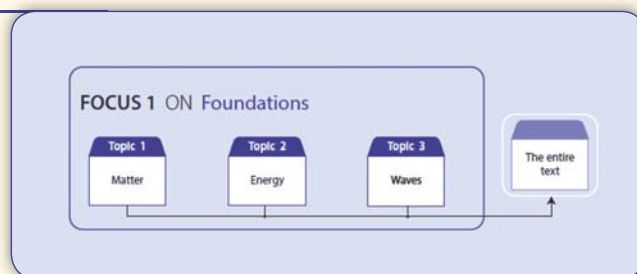 FOCUS 1 ON Foundations
Topic 1
Matter
Topic 2
Energy
Topic 3
Waves
The entire
text